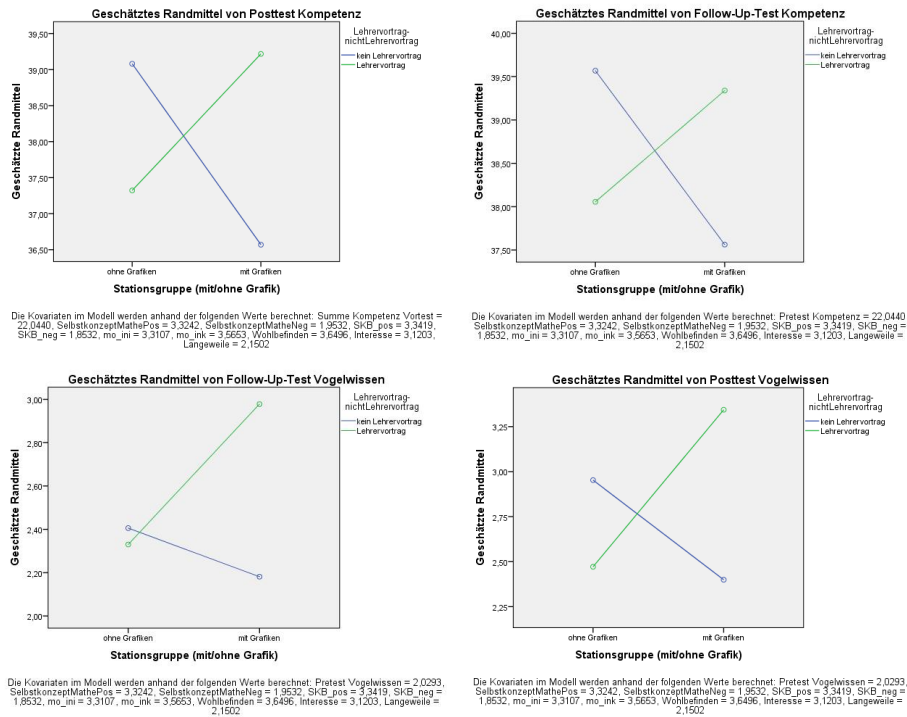 Geschätztes Randmittel von Posttest Kompetenz
Lehrervortrag-
nichtLehrervortrag
kein Lehrervortrag
Lehrervortrag
Geschätzte Randmittel
39,50
39,00
38,50
38,00
37,50
37,00
36,50
ohne Grafiken
mit Grafiken
Stationsgruppe (mit/ohne Grafik)
Die Kovariaten im Modell werden anhand der folgenden Werte berechnet: Summe Kompetenz Vortest =
22,0440, SelbstkonzeptMathePos = 3,3242, SelbstkonzeptMatheNeg = 1,9532, SKB_pos = 3,3419,
SKB_neg = 1,8532, mo_ini = 3,3107, mo_ink = 3,5653, Wohlbefinden = 3,6496, Interesse = 3,1203,
Langeweile = 2,1502
Geschätztes Randmittel von Follow-Up-Test Kompetenz
Lehrervortrag-
nichtLehrervortrag
kein Lehrervortrag
Lehrervortrag
Geschätzte Randmittel
40,00
39,50
39,00
38,50
38,00
37,50
ohne Grafiken
mit Grafiken
Stationsgruppe (mit/ohne Grafik)
Die Kovariaten im Modell werden anhand der folgenden Werte berechnet: Pretest Kompetenz = 22,0440
SelbstkonzeptMathePos = 3,3242, SelbstkonzeptMatheNeg = 1,9532, SKB_pos = 3,3419, SKB_neg =
1,8532, mo_ini = 3,3107, mo_ink = 3,5653, Wohlbefinden = 3,6496, Interesse = 3,1203, Langeweile =
2,1502
Geschätztes Randmittel von Follow-Up-Test Vogelwissen
Lehrervortrag-
nichtLehrervortrag
kein Lehrervortrag
Lehrervortrag
Geschätzte Randmittel
3,00
2,80
2,60
2,40
2,20
2,00
ohne Grafiken
mit Grafiken
Stationsgruppe (mit/ohne Grafik)
Die Kovariaten im Modell werden anhand der folgenden Werte berechnet: Pretest Vogelwissen = 2,0293,
SelbstkonzeptMathePos = 3,3242, SelbstkonzeptMatheNeg = 1,9532, SKB_pos = 3,3419, SKB_neg =
1,8532, mo_ini = 3,3107, mo_ink = 3,5653, Wohlbefinden = 3,6496, Interesse = 3,1203, Langeweile =
2,1502
Geschätztes Randmittel von Posttest Vogelwissen
Lehrervortrag-
nichtLehrervortrag
kein Lehrervortrag
Lehrervortrag
Geschätzte Randmittel
3,25
3,00
2,75
2,50
2,25
ohne Grafiken
mit Grafiken
Stationsgruppe (mit/ohne Grafik)
Die Kovariaten im Modell werden anhand der folgenden Werte berechnet: Pretest Vogelwissen = 2,0293,
SelbstkonzeptMathePos = 3,3242, SelbstkonzeptMatheNeg = 1,9532, SKB_pos = 3,3419, SKB_neg =
1,8532, mo_ini = 3,3107, mo_ink = 3,5653, Wohlbefinden = 3,6496, Interesse = 3,1203, Langeweile =
2,1502